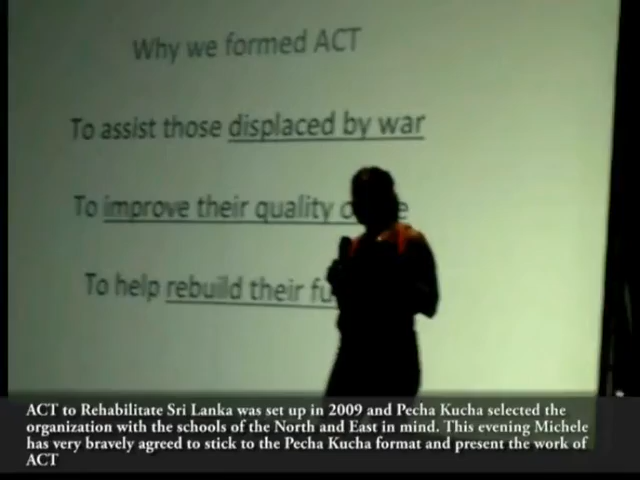 Why we formed ACT
To assist those displaced by war
To improve their quality
To help rebuild their
ACT to Rehabilitate Sri Lanka was set up in 2009 and Pecha Kucha selected the
organization with the schools of the North and East in mind. This evening Michele
has very bravely agreed to stick to the Pecha Kucha format and present the work of
ACT